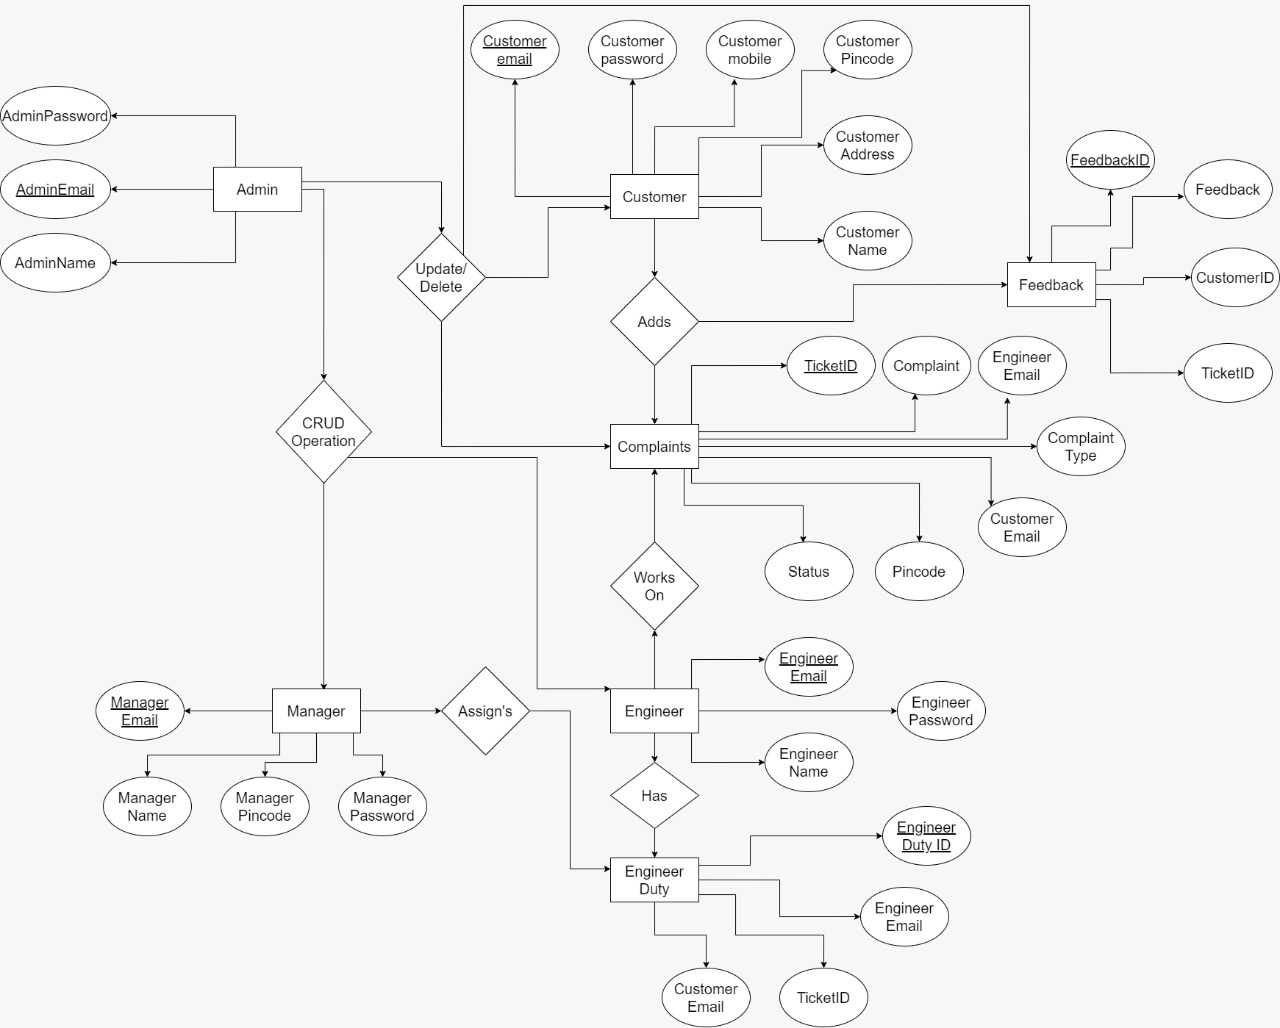 Customer
email
Customer
password
Customer
mobile
Customer
Pincode
AdminPassword
Customer
Address
FeedbackID
AdminEmail
Admin
Customer
Feedback
AdminName
Customer
Name
Update/
Delete
Feedback
CustomerID
Adds
TicketID
Complaint
Engineer
Email
TicketID
CRUD
Operation
Complaints
Complaint
Type
Customer
Email
Works
On
Status
Pincode
Engineer
Email
Manager
Email
Manager
Assign's
Engineer
Engineer
Password
Engineer
Name
Manager
Name
Manager
Pincode
Manager
Password
Has
Engineer
Duty ID
Engineer
Duty
Engineer
Email
Customer
Email
TicketID